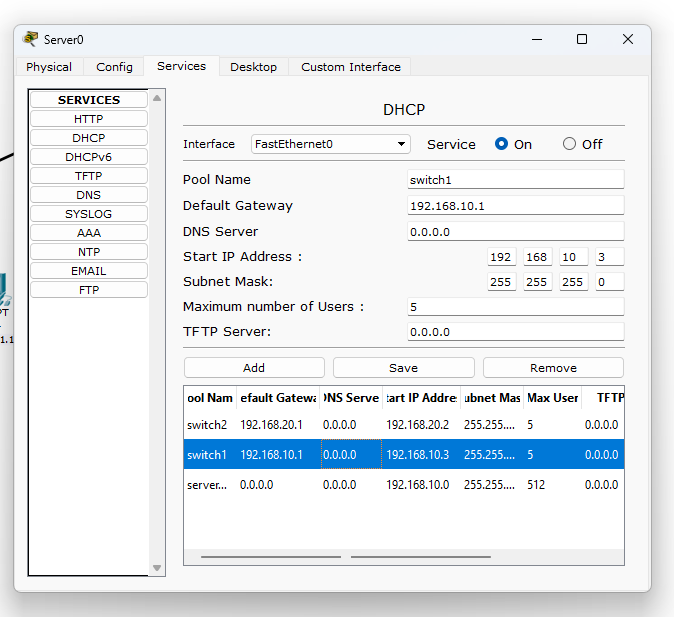 Server0
Physical Config Services Desktop Custom Interface
SERVICES
HTTP
DHCP
DHCPv6
TFTP
DNS
SYSLOG
AAA
NTP
EMAIL
FTP
DHCP
Interface FastEthernet0 Service On Off
Pool Name switch1
Default Gateway 192.168.10.1
DNS Server 0.0.0.0
Start IP Address : 192 168 10 3
Subnet Mask: 255 255 255 0
Maximum number of Users : 5
TFTP Server: 0.0.0.0
Add Save Remove
ool Nam efault Gatewa DNS Serve tart IP Addre ubnet Mas Max User TFTP
switch2 192.168.20.1 0.0.0.0 192.168.20.2 255.255.... 5 0.0.0.0
switch1 192.168.10.1 0.0.0.0 192.168.10.3 255.255.... 5 0.0.0.0
server... 0.0.0.0 0.0.0.0 192.168.10.0 255.255.... 512 0.0.0.0
PT
1.1